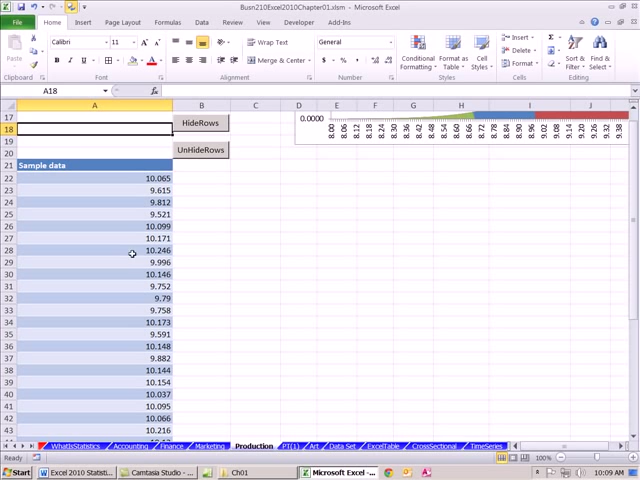 Busn210Excel2010Chapter01.xlsm - Microsoft Excel
File Home Insert Page Layout Formulas Data Review View Developer Add-Ins
Calibri 11 Wrap Text General Insert
Paste Conditional Formatting Format as Table Cell Styles Delete Sort & Filter Find & Select
Merge & Center Format
Clipboard Font Alignment Number Styles Cells Editing
A18 fx
A B C D E F G H I J
17 HideRows 0.0000
18 8.00 8.06 8.12 8.18 8.24 8.30 8.36 8.42 8.48 8.54 8.60 8.66 8.72 8.78 8.84 8.90 8.96 9.02 9.08 9.14 9.20 9.26 9.32 9.38
19
20 UnHideRows
21 Sample data
22 10.065
23 9.615
24 9.812
25 9.521
26 10.099
27 10.171
28 10.246
29 9.996
30 10.146
31 9.752
32 9.79
33 9.758
34 10.173
35 9.591
36 10.148
37 9.882
38 10.144
39 10.154
40 10.037
41 10.095
42 10.066
43 10.216
WhatIsStatistics Accounting Finance Marketing Production PT(1) Art Data Set ExcelTable CrossSectional TimeSeries
Ready 100%
Start Excel 2010 Statisti... Camtasia Studio - ... Ch01 Microsoft Excel -... 10:09 AM